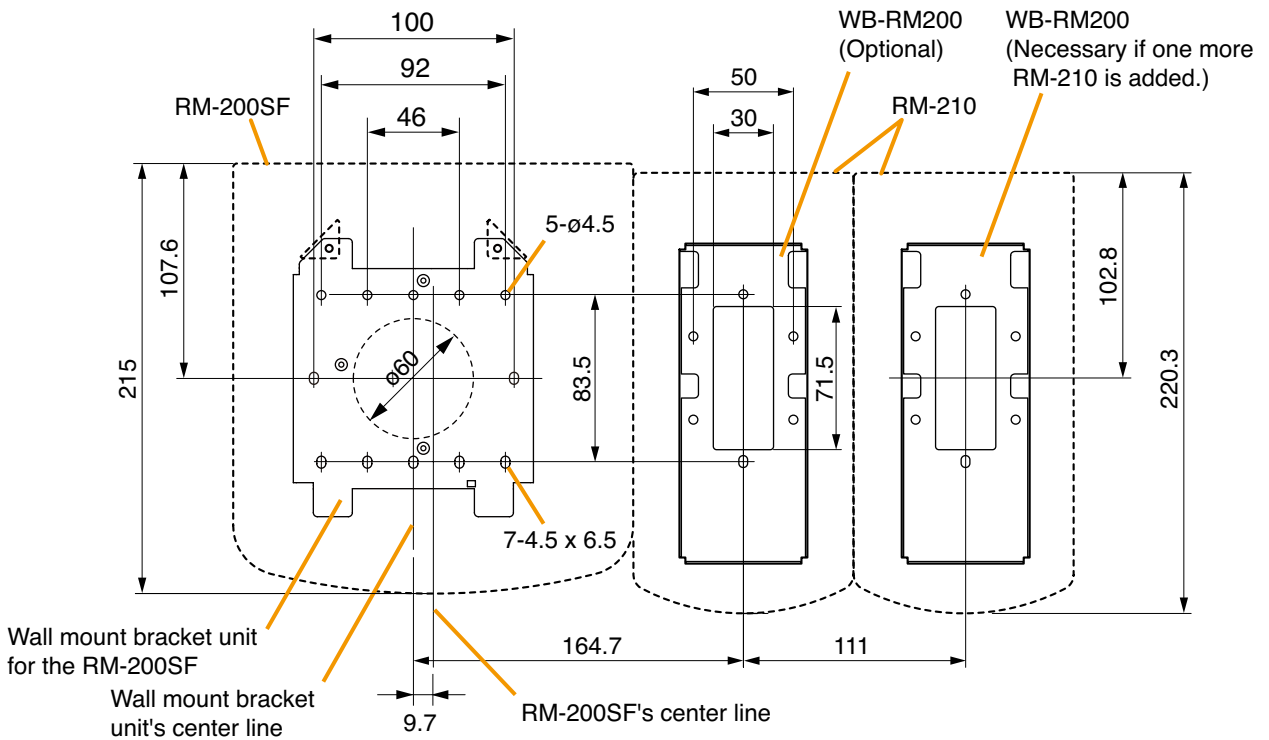 100
92
46
RM-200SF
WB-RM200
(Optional)
WB-RM200
(Necessary if one more
RM-210 is added.)
50
30
RM-210
5-ø4.5
107.6
215
ø60
83.5
71.5
102.8
220.3
7-4.5 x 6.5
Wall mount bracket unit
for the RM-200SF
Wall mount bracket
unit's center line
9.7
RM-200SF's center line
164.7
111